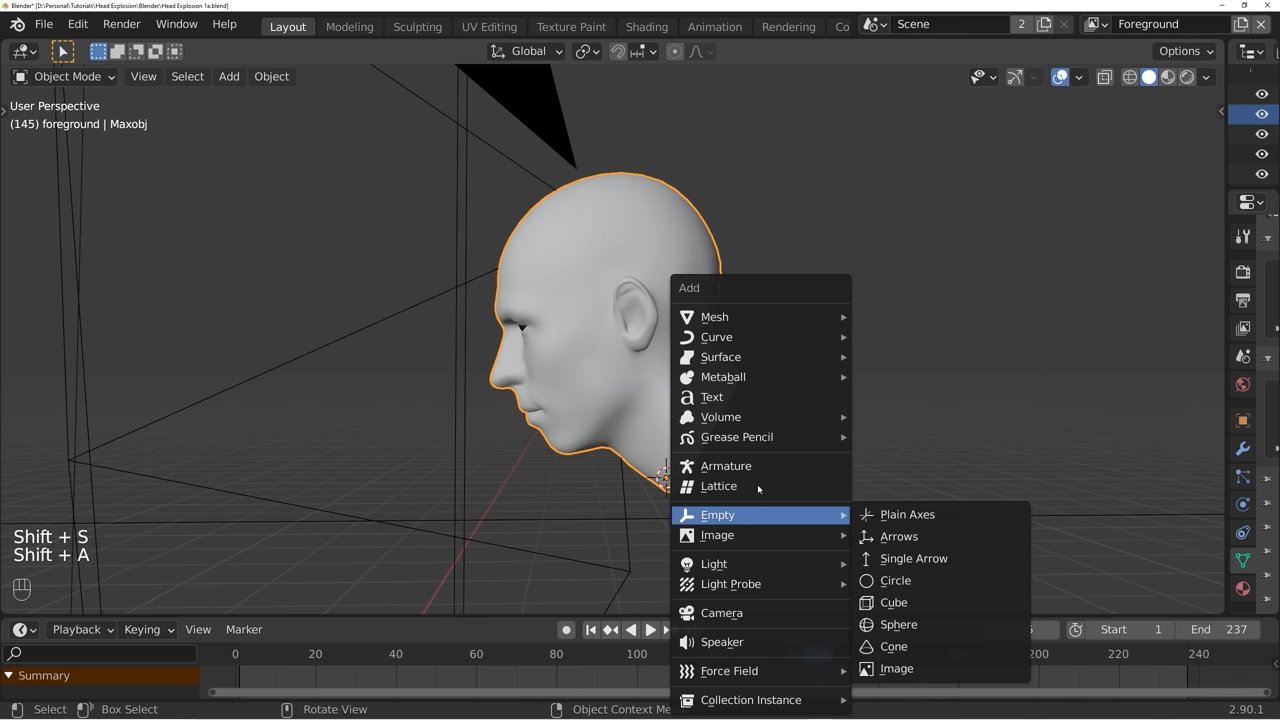 Blender* [D:\Personal\Tutorials\Head Explosion\Blender\Head Explosion 1a.blend]
File Edit Render Window Help
Layout Modeling Sculpting UV Editing Texture Paint Shading Animation Rendering Co
Scene 2
Foreground
Global
Options
Object Mode View Select Add Object
User Perspective
(145) foreground | Maxobj
Add
Mesh
Curve
Surface
Metaball
Text
Volume
Grease Pencil
Armature
Lattice
Empty
Image
Light
Light Probe
Camera
Speaker
Force Field
Collection Instance
Plain Axes
Arrows
Single Arrow
Circle
Cube
Sphere
Cone
Image
Shift + S
Shift + A
Playback Keying View Marker
Start 1 End 237
0 20 40 60 80 100 200 220 240
Summary
Select Box Select Rotate View Object Context Me 2.90.1